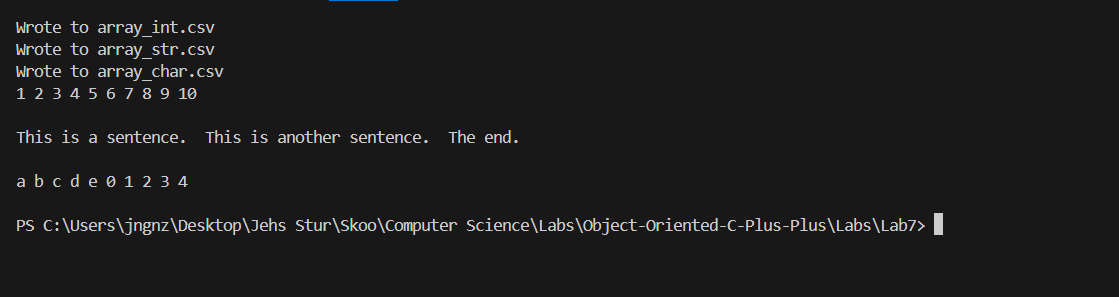 Wrote to array_int.csv
Wrote to array_str.csv
Wrote to array_char.csv
1 2 3 4 5 6 7 8 9 10
This is a sentence.  This is another sentence.  The end.
a b c d e 0 1 2 3 4
PS C:\Users\jngnz\Desktop\Jehs Stur\Skoo\Computer Science\Labs\Object-Oriented-C-Plus-Plus\Labs\Lab7>